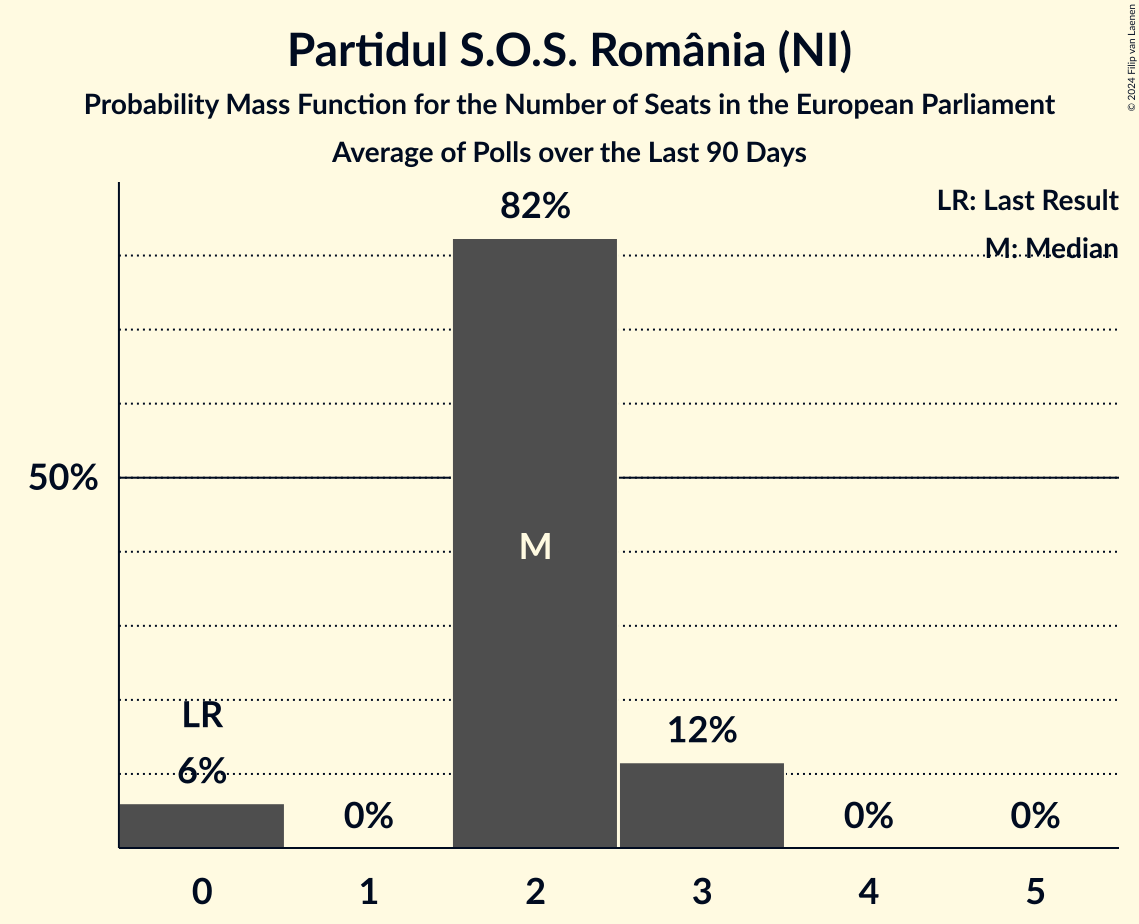 Partidul S.O.S. România (NI)
Probability Mass Function for the Number of Seats in the European Parliament
Average of Polls over the Last 90 Days
© 2024 Filip van Laenen
LR: Last Result
M: Median
82%
50%
M
LR
6%
0%
12%
0%
0%
0 1 2 3 4 5